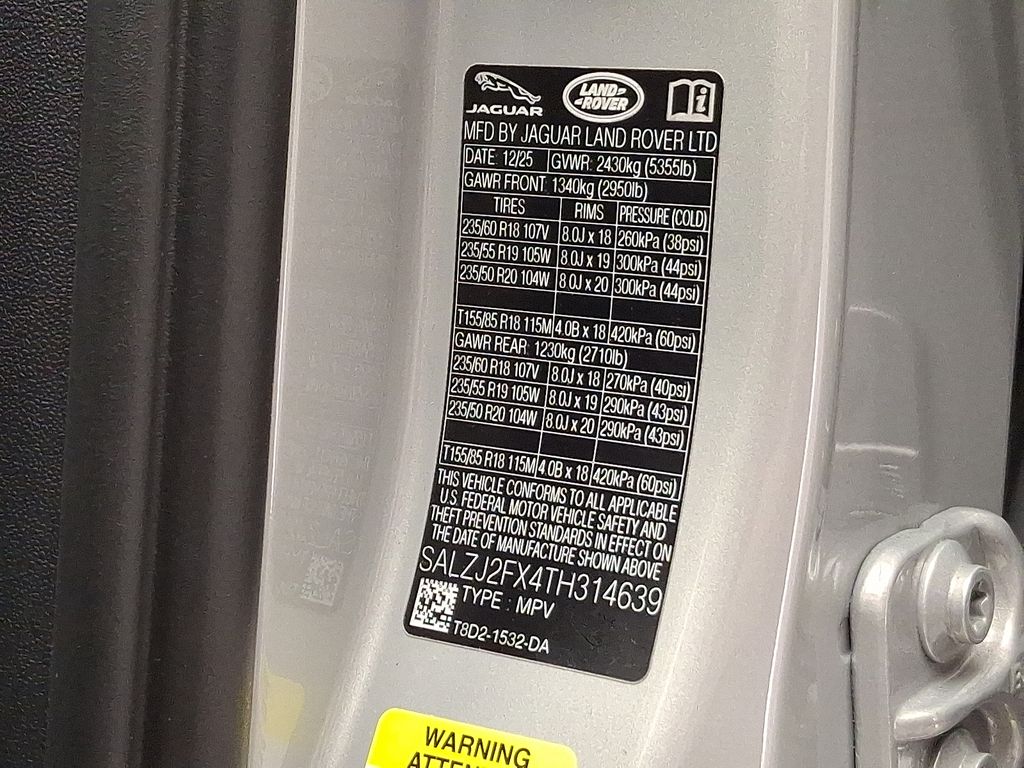 JAGUAR LAND ROVER i
MFD BY JAGUAR LAND ROVER LTD
DATE: 12/25 GVWR: 2430kg (5355lb)
GAWR FRONT: 1340kg (2950lb)
TIRES RIMS PRESSURE (COLD)
235/60 R18 107V 8.0J x 18 260kPa (38psi)
235/55 R19 105W 8.0J x 19 300kPa (44psi)
235/50 R20 104W 8.0J x 20 300kPa (44psi)
T155/85 R18 115M 4.0B x 18 420kPa (60psi)
GAWR REAR: 1230kg (2710lb)
235/60 R18 107V 8.0J x 18 270kPa (40psi)
235/55 R19 105W 8.0J x 19 290kPa (43psi)
235/50 R20 104W 8.0J x 20 290kPa (43psi)
T155/85 R18 115M 4.0B x 18 420kPa (60psi)
THIS VEHICLE CONFORMS TO ALL APPLICABLE
U.S. FEDERAL MOTOR VEHICLE SAFETY AND
THEFT PREVENTION STANDARDS IN EFFECT ON
THE DATE OF MANUFACTURE SHOWN ABOVE
SALZJ2FX4TH314639
TYPE : MPV
T8D2-1532-DA
WARNING